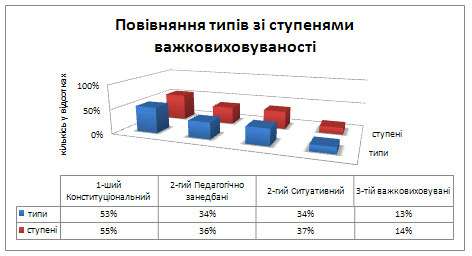 Повівняння типів зі ступенями
важковиховуваності
кількісь у відсотках
100%
50%
0%
ступені
типи
1-ший Конституціональний
2-гий Педагогічно занедбані
2-гий Ситуативний
3-тій важковиховувані
типи 53% 34% 34% 13%
ступені 55% 36% 37% 14%